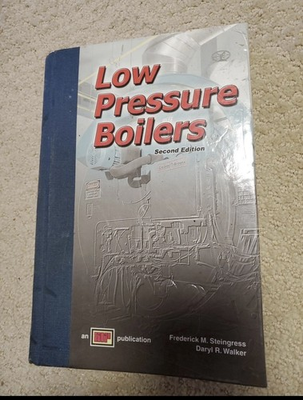 Low
Pressure
Boilers
Second Edition
an publication
Frederick M. Steingress
Daryl R. Walker